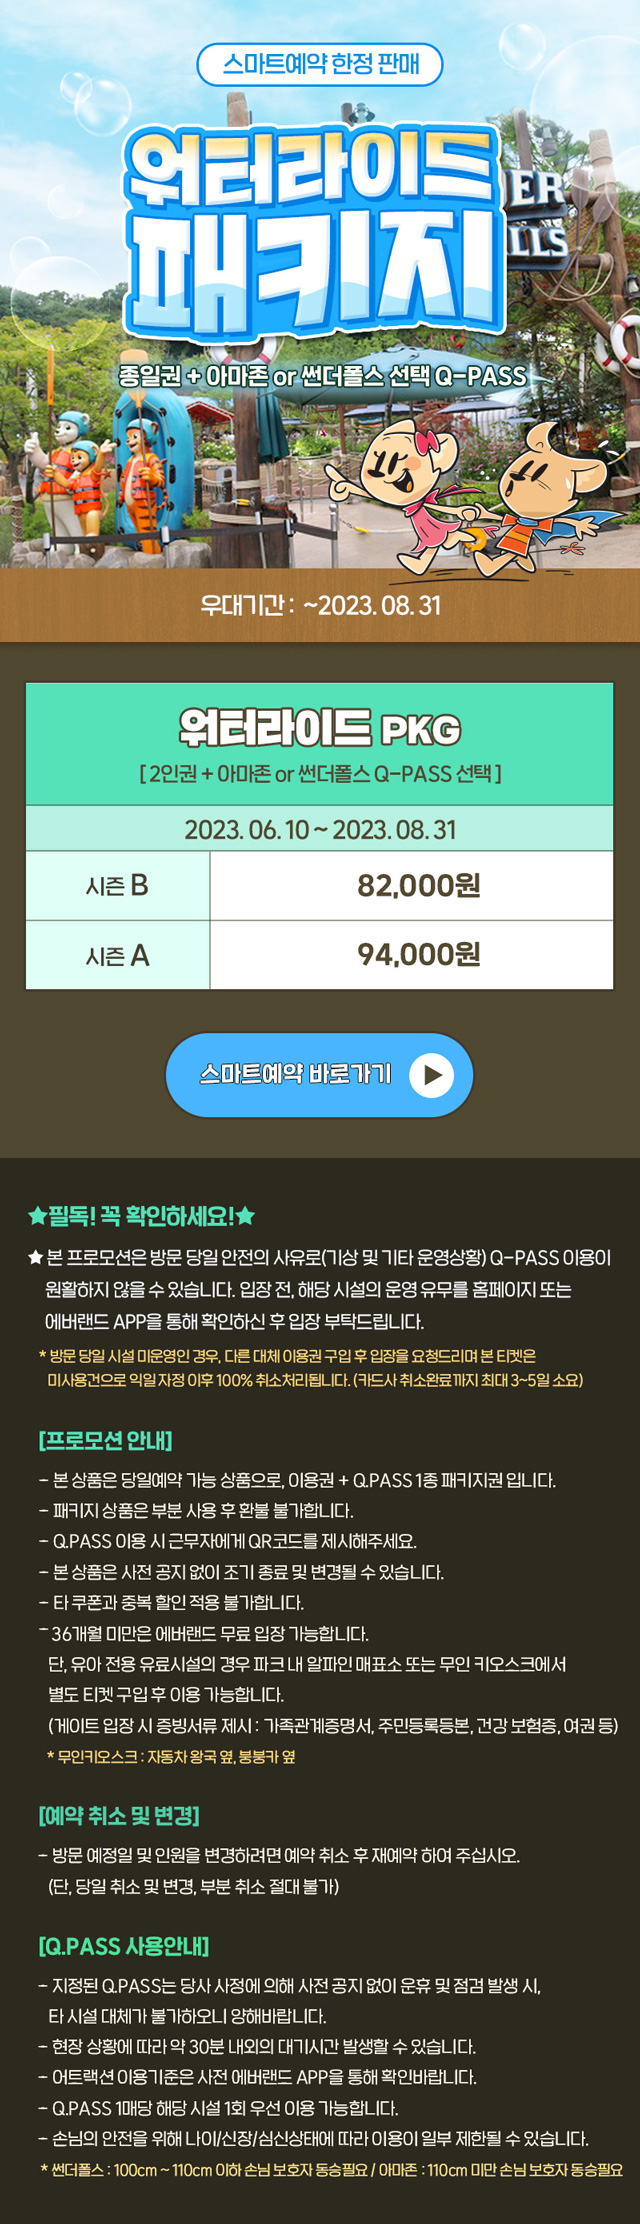 스마트예약 한정 판매
워터라이드
패키지
DER
LLS
종일권 + 아마존 or 썬더폴스 선택 Q-PASS
우대기간 : ~2023. 08. 31
워터라이드 PKG
[ 2인권 + 아마존 or 썬더폴스 Q-PASS 선택 ]
2023. 06. 10 ~ 2023. 08. 31
시즌 B 82,000원
시즌 A 94,000원
스마트예약 바로가기
★필독! 꼭 확인하세요!★
★ 본 프로모션은 방문 당일 안전의 사유로(기상 및 기타 운영상황) Q-PASS 이용이
원활하지 않을 수 있습니다. 입장 전, 해당 시설의 운영 유무를 홈페이지 또는
에버랜드 APP을 통해 확인하신 후 입장 부탁드립니다.
* 방문 당일 시설 미운영인 경우, 다른 대체 이용권 구입 후 입장을 요청드리며 본 티켓은
미사용건으로 익일 자정 이후 100% 취소처리됩니다. (카드사 취소완료까지 최대 3~5일 소요)
[프로모션 안내]
- 본 상품은 당일예약 가능 상품으로, 이용권 + Q.PASS 1종 패키지권 입니다.
- 패키지 상품은 부분 사용 후 환불 불가합니다.
- Q.PASS 이용 시 근무자에게 QR코드를 제시해주세요.
- 본 상품은 사전 공지 없이 조기 종료 및 변경될 수 있습니다.
- 타 쿠폰과 중복 할인 적용 불가합니다.
- 36개월 미만은 에버랜드 무료 입장 가능합니다.
단, 유아 전용 유료시설의 경우 파크 내 알파인 매표소 또는 무인 키오스크에서
별도 티켓 구입 후 이용 가능합니다.
(게이트 입장 시 증빙서류 제시 : 가족관계증명서, 주민등록등본, 건강 보험증, 여권 등)
* 무인키오스크 : 자동차 왕국 옆, 붕붕카 옆
[예약 취소 및 변경]
- 방문 예정일 및 인원을 변경하려면 예약 취소 후 재예약 하여 주십시오.
(단, 당일 취소 및 변경, 부분 취소 절대 불가)
[Q.PASS 사용안내]
- 지정된 Q.PASS는 당사 사정에 의해 사전 공지 없이 운휴 및 점검 발생 시,
타 시설 대체가 불가하오니 양해바랍니다.
- 현장 상황에 따라 약 30분 내외의 대기시간 발생할 수 있습니다.
- 어트랙션 이용기준은 사전 에버랜드 APP을 통해 확인바랍니다.
- Q.PASS 1매당 해당 시설 1회 우선 이용 가능합니다.
- 손님의 안전을 위해 나이/신장/심신상태에 따라 이용이 일부 제한될 수 있습니다.
* 썬더폴스 : 100cm ~ 110cm 이하 손님 보호자 동승필요 / 아마존 : 110cm 미만 손님 보호자 동승필요